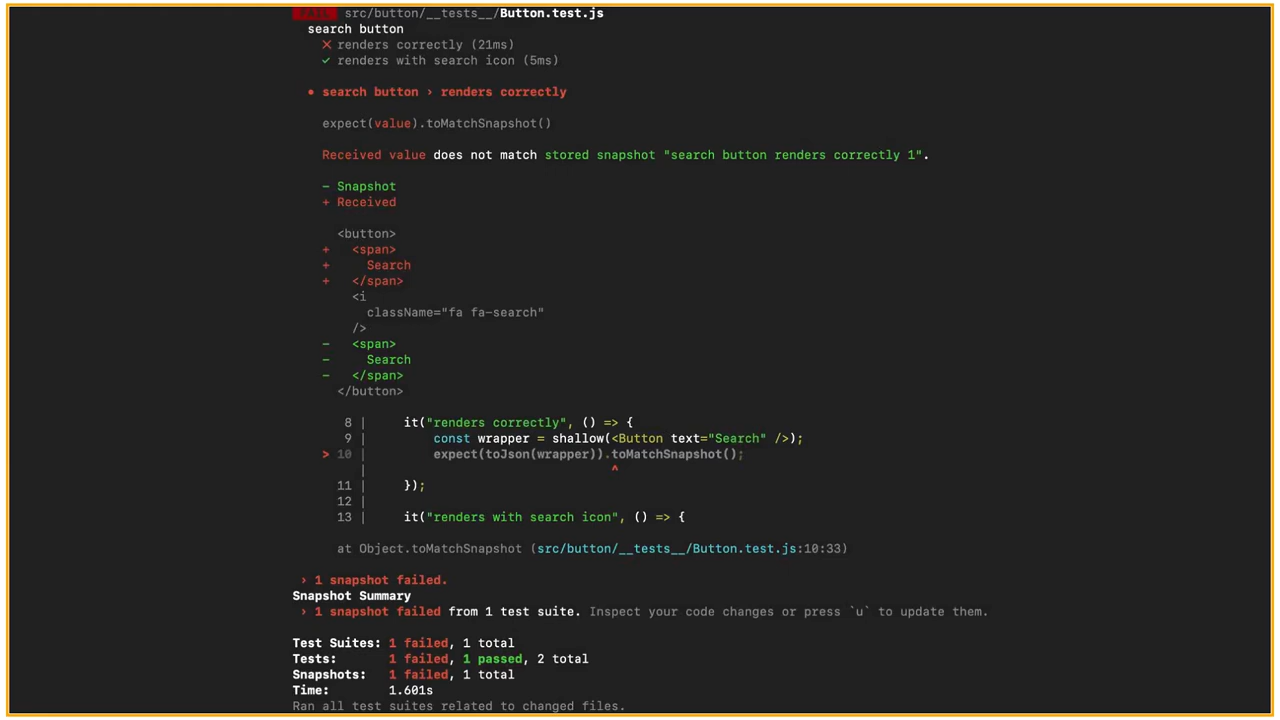 FAIL src/button/__tests__/Button.test.js
search button
✕ renders correctly (21ms)
✓ renders with search icon (5ms)
● search button › renders correctly
expect(value).toMatchSnapshot()
Received value does not match stored snapshot "search button renders correctly 1".
- Snapshot
+ Received
<button>
+ <span>
+ Search
+ </span>
<i
className="fa fa-search"
/>
- <span>
- Search
- </span>
</button>
8 | it("renders correctly", () => {
9 | const wrapper = shallow(<Button text="Search" />);
> 10 | expect(toJson(wrapper)).toMatchSnapshot();
| ^
11 | });
12 |
13 | it("renders with search icon", () => {
at Object.toMatchSnapshot (src/button/__tests__/Button.test.js:10:33)
› 1 snapshot failed.
Snapshot Summary
› 1 snapshot failed from 1 test suite. Inspect your code changes or press `u` to update them.
Test Suites: 1 failed, 1 total
Tests: 1 failed, 1 passed, 2 total
Snapshots: 1 failed, 1 total
Time: 1.601s
Ran all test suites related to changed files.